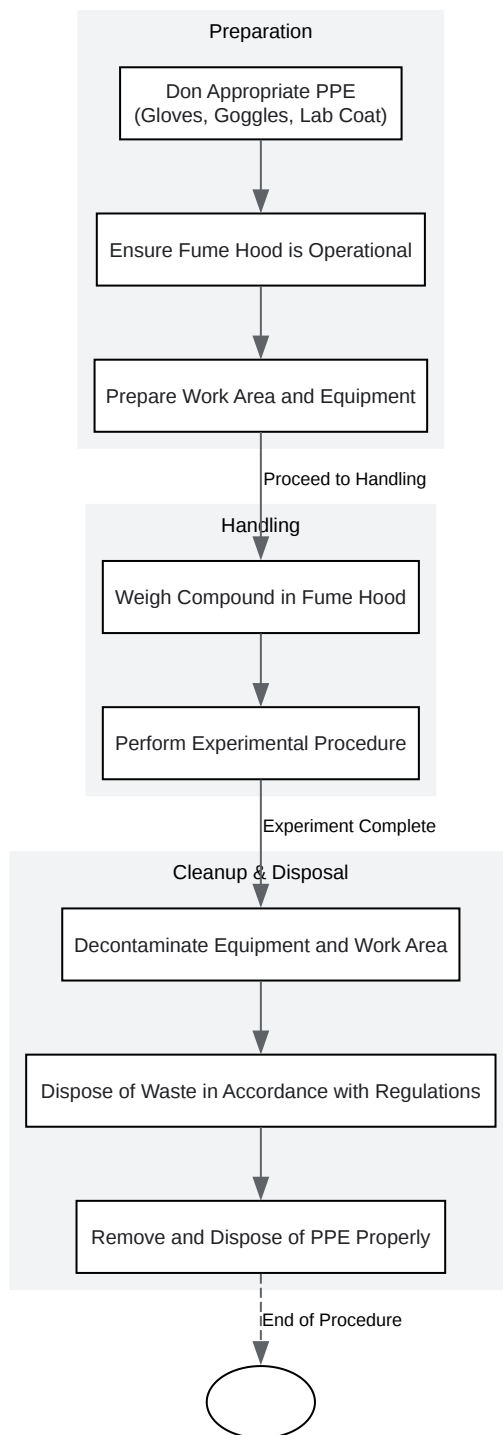 Preparation
Don Appropriate PPE
(Gloves, Goggles, Lab Coat)
Ensure Fume Hood is Operational
Prepare Work Area and Equipment
Proceed to Handling
Handling
Weigh Compound in Fume Hood
Perform Experimental Procedure
Experiment Complete
Cleanup & Disposal
Decontaminate Equipment and Work Area
Dispose of Waste in Accordance with Regulations
Remove and Dispose of PPE Properly
End of Procedure